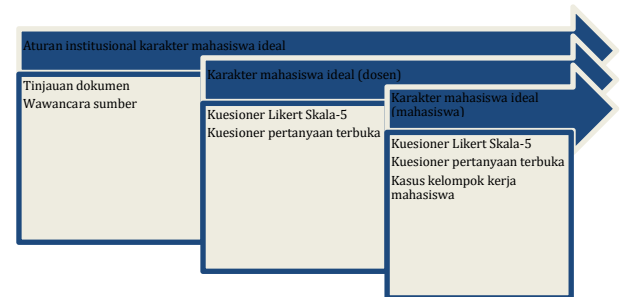 Aturan institusional karakter mahasiswa ideal
Tinjauan dokumen
Wawancara sumber
Karakter mahasiswa ideal (dosen)
Kuesioner Likert Skala-5
Kuesioner pertanyaan terbuka
Karakter mahasiswa ideal
(mahasiswa)
Kuesioner Likert Skala-5
Kuesioner pertanyaan terbuka
Kasus kelompok kerja
mahasiswa